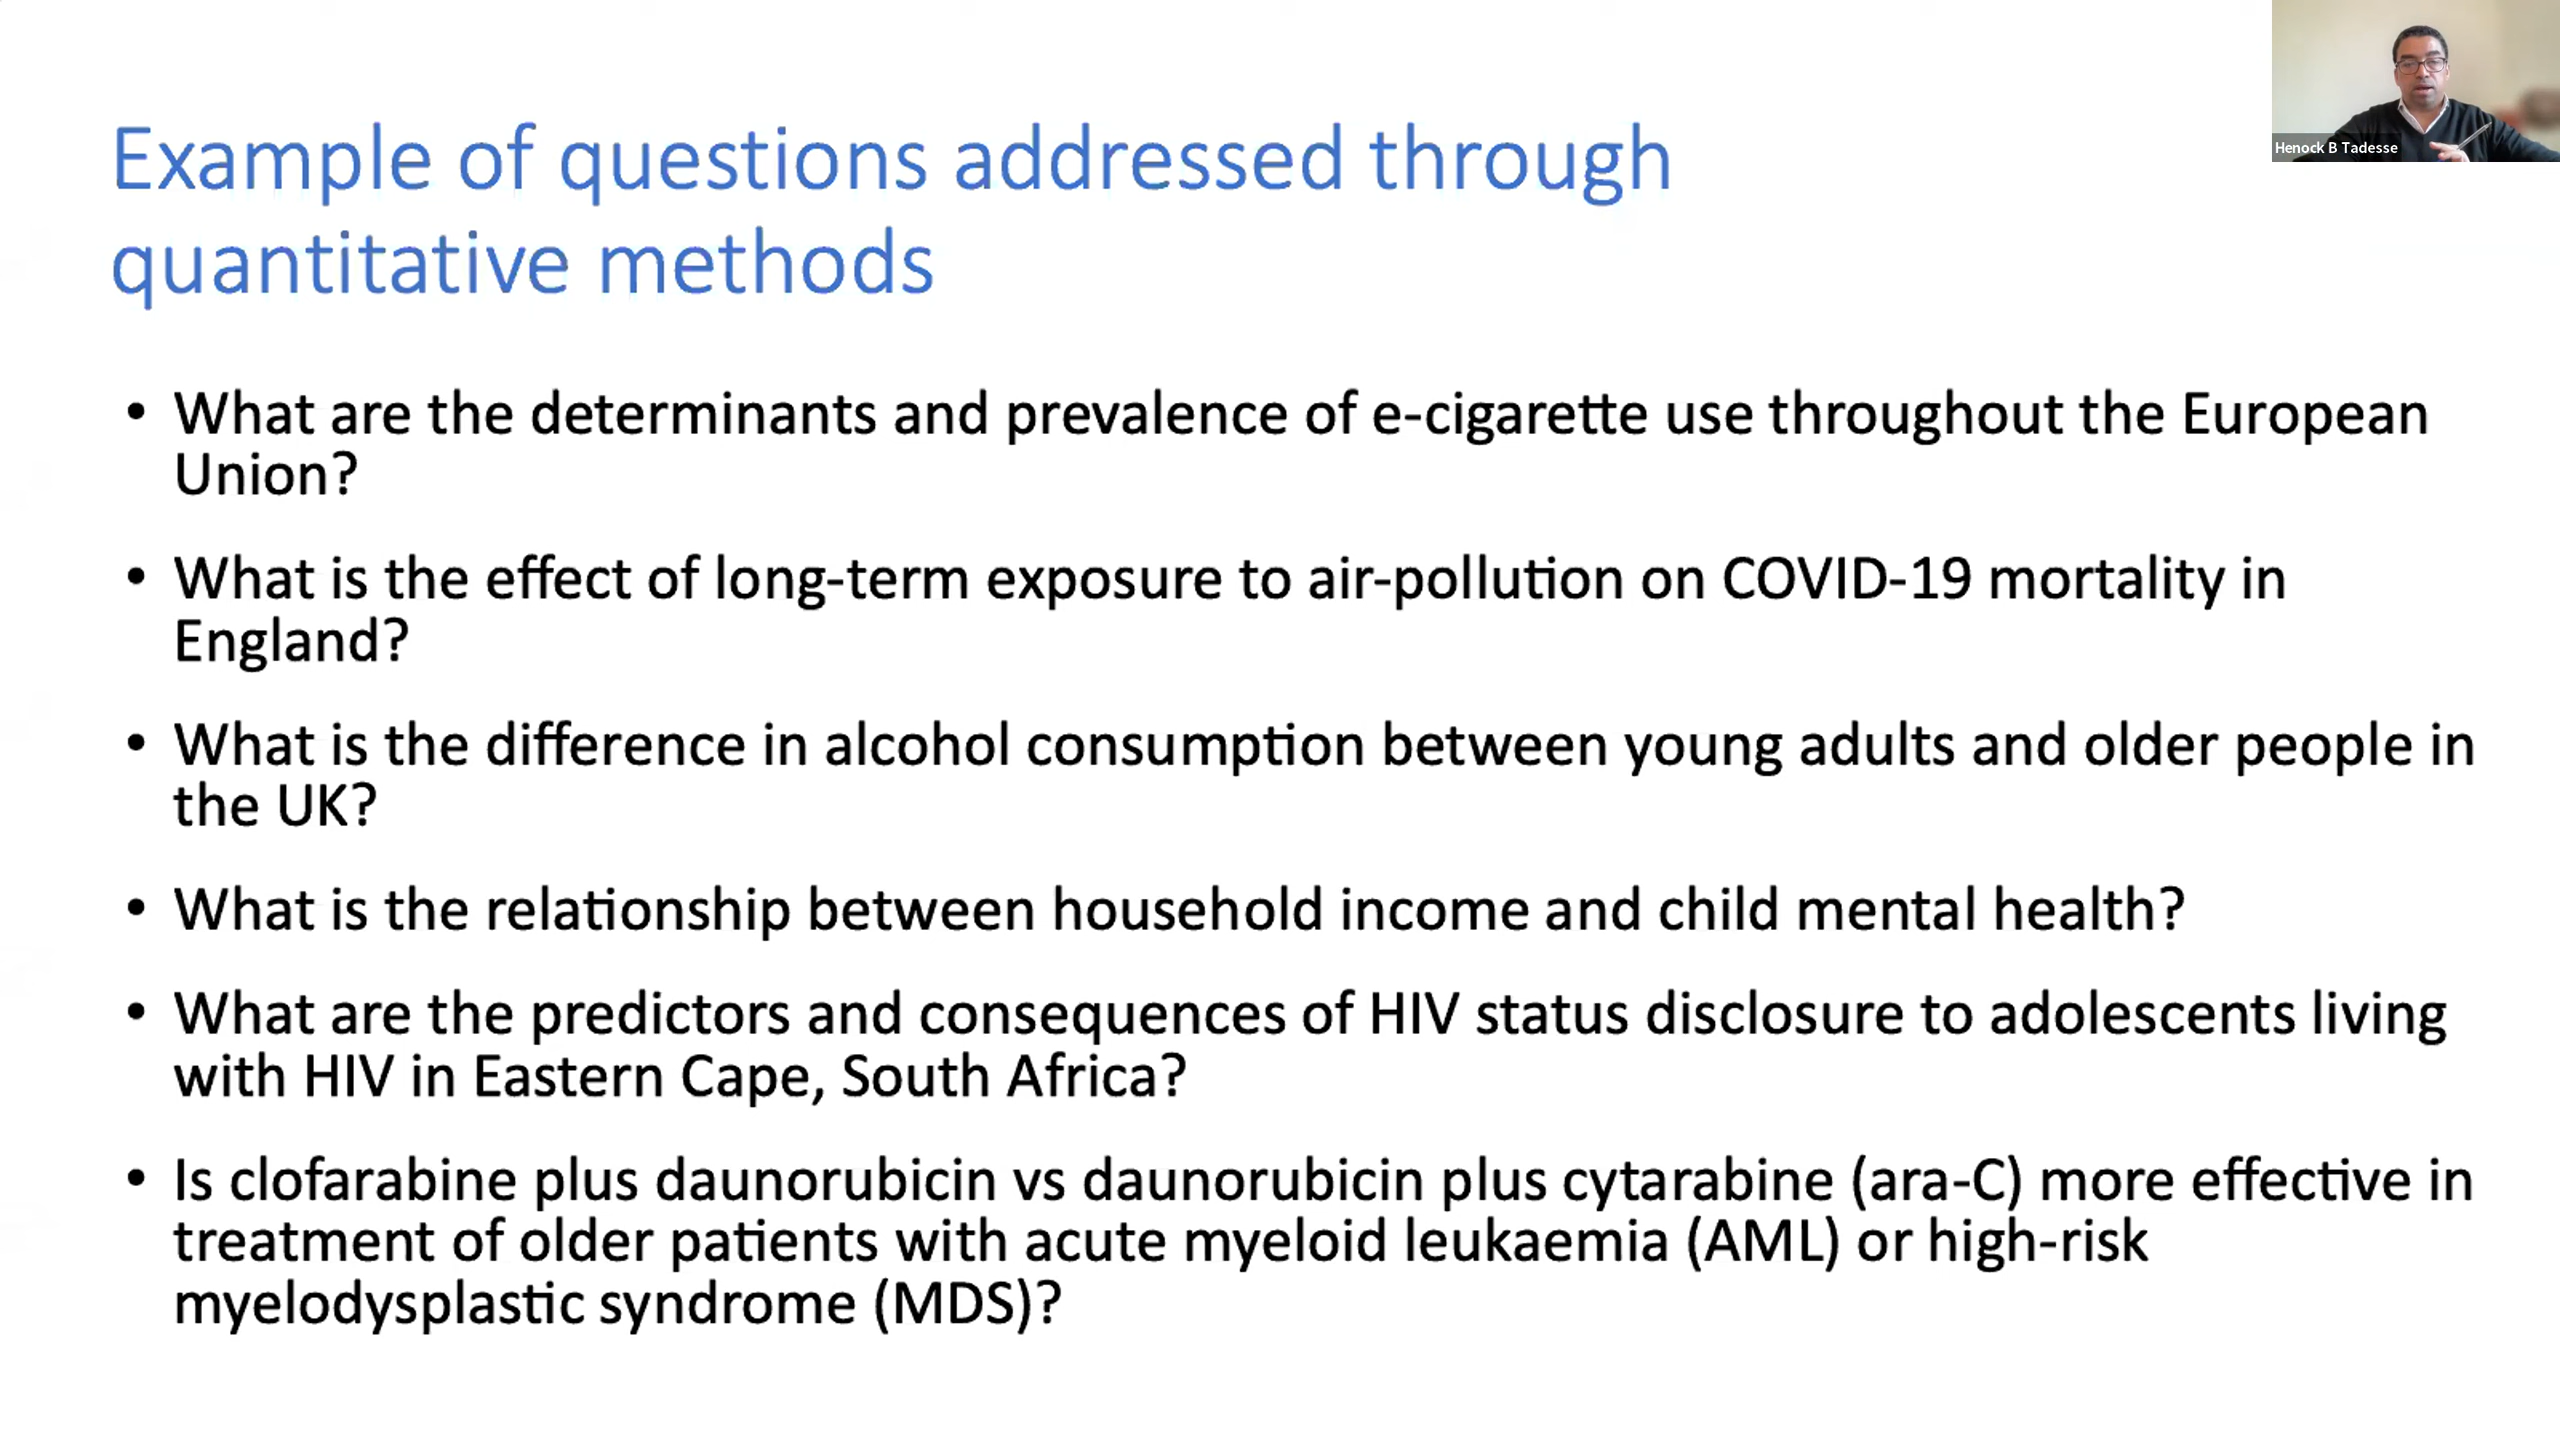 Henock B Tadesse
Example of questions addressed through
quantitative methods
• What are the determinants and prevalence of e-cigarette use throughout the European
Union?
• What is the effect of long-term exposure to air-pollution on COVID-19 mortality in
England?
• What is the difference in alcohol consumption between young adults and older people in
the UK?
• What is the relationship between household income and child mental health?
• What are the predictors and consequences of HIV status disclosure to adolescents living
with HIV in Eastern Cape, South Africa?
• Is clofarabine plus daunorubicin vs daunorubicin plus cytarabine (ara-C) more effective in
treatment of older patients with acute myeloid leukaemia (AML) or high-risk
myelodysplastic syndrome (MDS)?